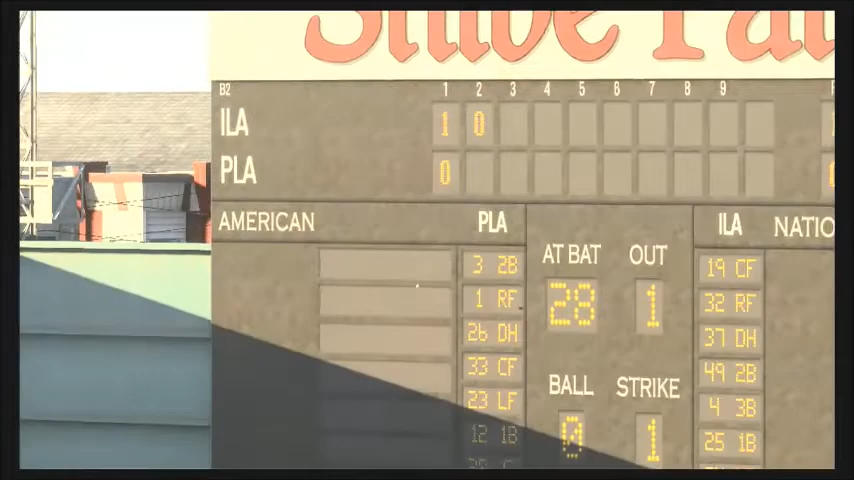 Shibe Pa
B2 1 2 3 4 5 6 7 8 9
ILA 1 0
PLA 0
AMERICAN PLA ILA NATIO
AT BAT OUT
28 1
BALL STRIKE
0 1
3 2B
1 RF
26 DH
33 CF
23 LF
12 1B
19 CF
32 RF
37 DH
49 2B
4 3B
25 1B